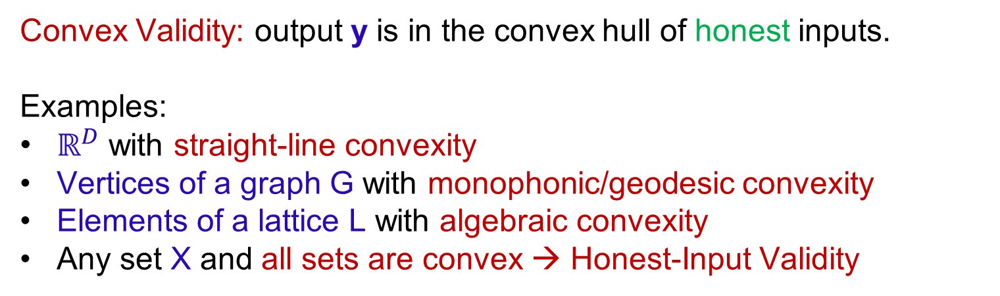 Convex Validity: output y is in the convex hull of honest inputs.
Examples:
• ℝᴰ with straight-line convexity
• Vertices of a graph G with monophonic/geodesic convexity
• Elements of a lattice L with algebraic convexity
• Any set X and all sets are convex → Honest-Input Validity